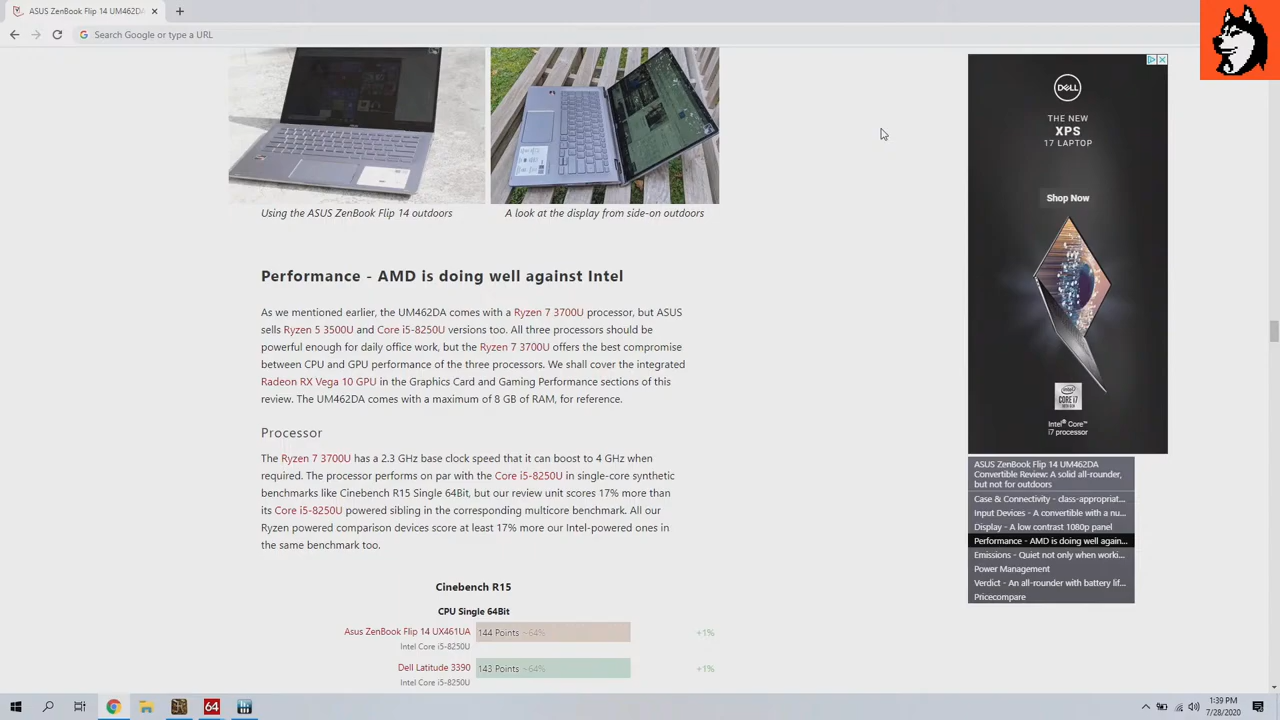 ASUS ZenBook Flip 14 UM462DA
Search Google or type a URL
Using the ASUS ZenBook Flip 14 outdoors
A look at the display from side-on outdoors
Performance - AMD is doing well against Intel
As we mentioned earlier, the UM462DA comes with a Ryzen 7 3700U processor, but ASUS
sells Ryzen 5 3500U and Core i5-8250U versions too. All three processors should be
powerful enough for daily office work, but the Ryzen 7 3700U offers the best compromise
between CPU and GPU performance of the three processors. We shall cover the integrated
Radeon RX Vega 10 GPU in the Graphics Card and Gaming Performance sections of this
review. The UM462DA comes with a maximum of 8 GB of RAM, for reference.
Processor
The Ryzen 7 3700U has a 2.3 GHz base clock speed that it can boost to 4 GHz when
required. The processor performs on par with the Core i5-8250U in single-core synthetic
benchmarks like Cinebench R15 Single 64Bit, but our review unit scores 17% more than
its Core i5-8250U powered sibling in the corresponding multicore benchmark. All our
Ryzen powered comparison devices score at least 17% more our Intel-powered ones in
the same benchmark too.
Cinebench R15
CPU Single 64Bit
Asus ZenBook Flip 14 UX461UA
Intel Core i5-8250U
144 Points ~64%
+1%
Dell Latitude 3390
Intel Core i5-8250U
143 Points ~64%
+1%
DELL
THE NEW
XPS
17 LAPTOP
Shop Now
intel
CORE i7
Intel® Core™
i7 processor
ASUS ZenBook Flip 14 UM462DA
Convertible Review: A solid all-rounder,
but not for outdoors
Case & Connectivity - class-appropriat...
Input Devices - A convertible with a nu...
Display - A low contrast 1080p panel
Performance - AMD is doing well again...
Emissions - Quiet not only when worki...
Power Management
Verdict - An all-rounder with battery lif...
Pricecompare
64
1:39 PM
7/28/2020